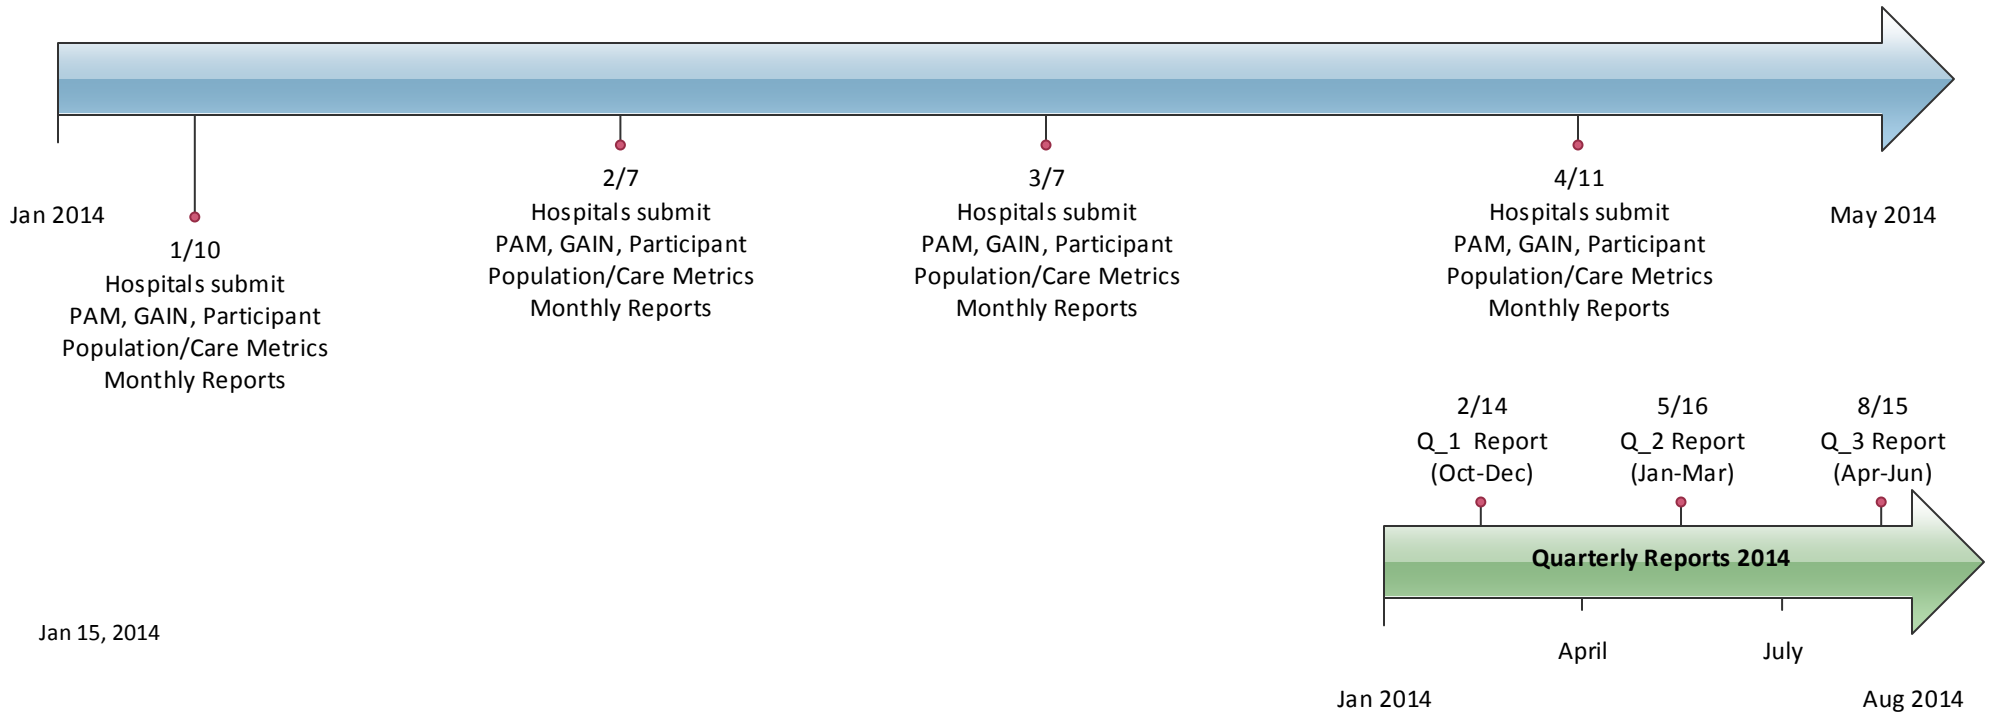 Jan 2014
1/10
Hospitals submit
PAM, GAIN, Participant
Population/Care Metrics
Monthly Reports
2/7
Hospitals submit
PAM, GAIN, Participant
Population/Care Metrics
Monthly Reports
3/7
Hospitals submit
PAM, GAIN, Participant
Population/Care Metrics
Monthly Reports
4/11
Hospitals submit
PAM, GAIN, Participant
Population/Care Metrics
Monthly Reports
May 2014
2/14
Q_1 Report
(Oct-Dec)
5/16
Q_2 Report
(Jan-Mar)
8/15
Q_3 Report
(Apr-Jun)
Quarterly Reports 2014
April
July
Jan 2014
Aug 2014
Jan 15, 2014